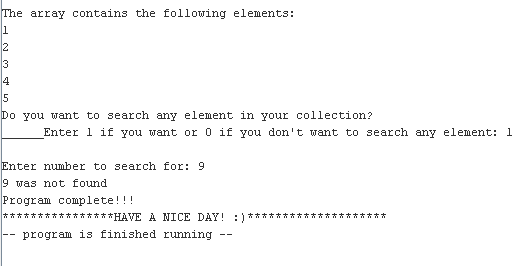 The array contains the following elements:
1
2
3
4
5
Do you want to search any element in your collection?
______Enter 1 if you want or 0 if you don't want to search any element: 1
Enter number to search for: 9
9 was not found
Program complete!!!
****************HAVE A NICE DAY! :)********************
-- program is finished running --